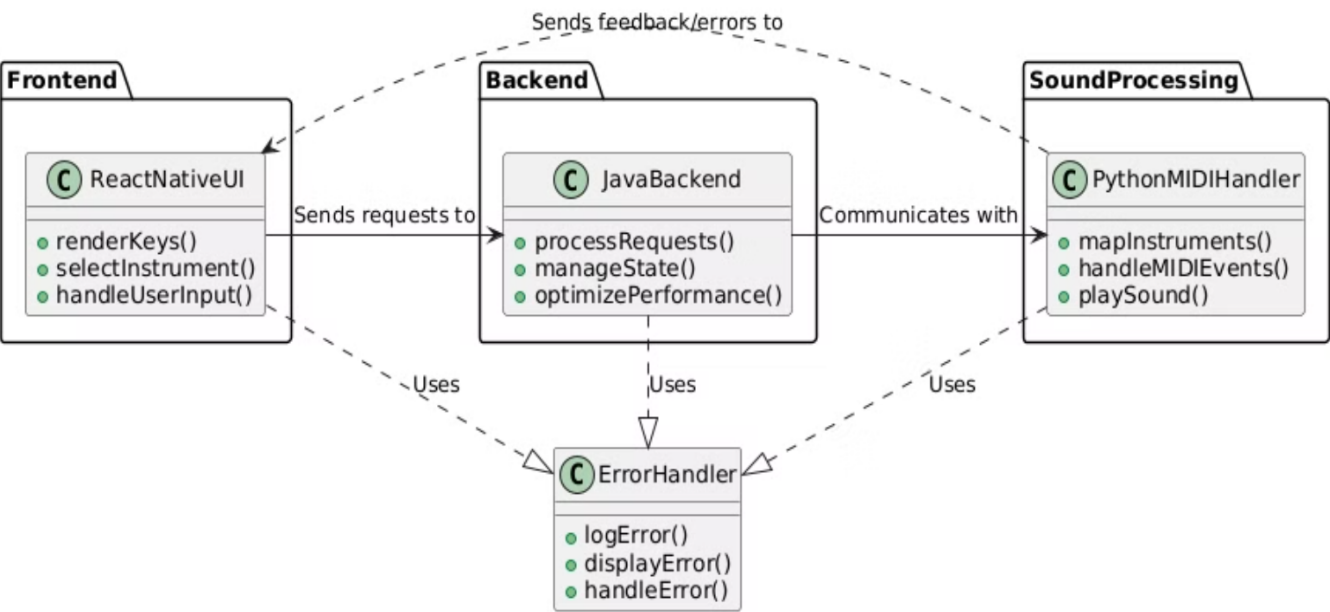 Sends feedback/errors to
Frontend
Backend
SoundProcessing
C ReactNativeUI
C JavaBackend
C PythonMIDIHandler
Sends requests to
Communicates with
renderKeys()
selectInstrument()
handleUserInput()
processRequests()
manageState()
optimizePerformance()
mapInstruments()
handleMIDIEvents()
playSound()
Uses
Uses
Uses
C ErrorHandler
logError()
displayError()
handleError()